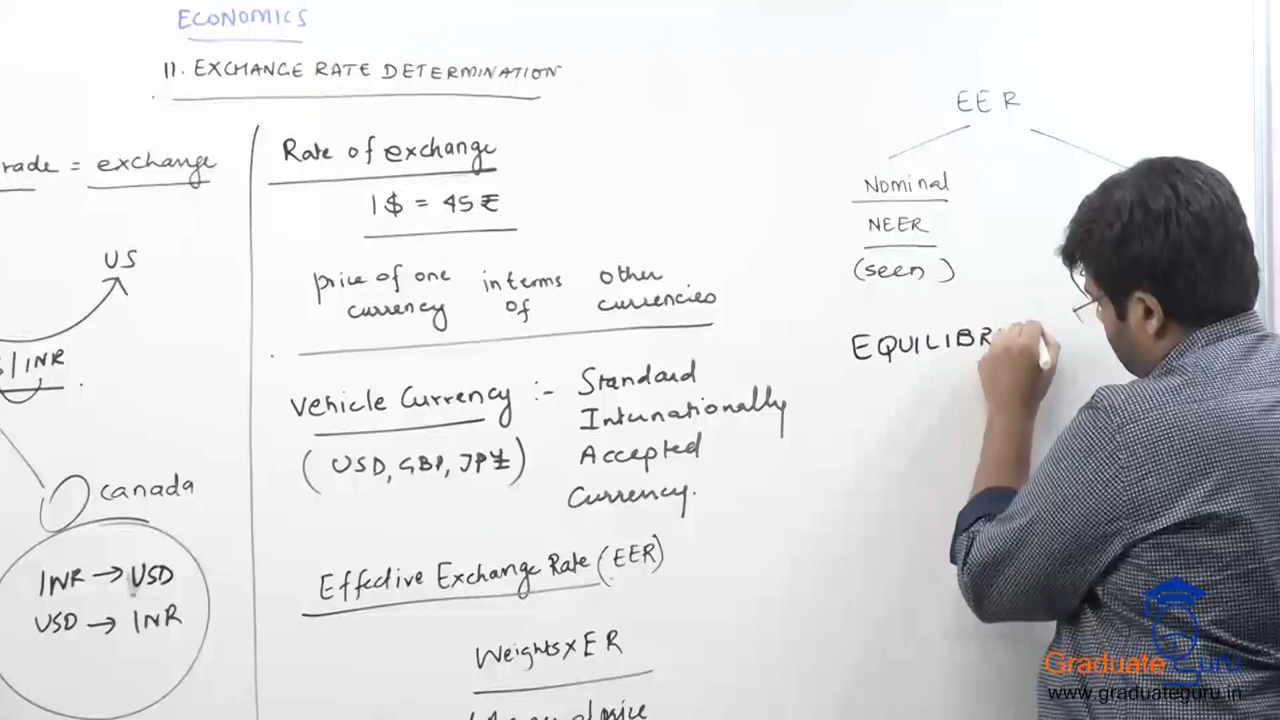 ECONOMICS
11. EXCHANGE RATE DETERMINATION
rade = exchange
US
/INR
Canada
INR → USD
USD → INR
Rate of exchange
1$ = 45₹
price of one in terms other
currency of currencies
Vehicle Currency :- Standard
Internationally
(USD, GBP, JP¥) Accepted
Currency.
Effective Exchange Rate (EER)
Weights x ER
EER
Nominal
NEER
(seen)
EQUILIBR
Graduate uru
www.graduateguru.in